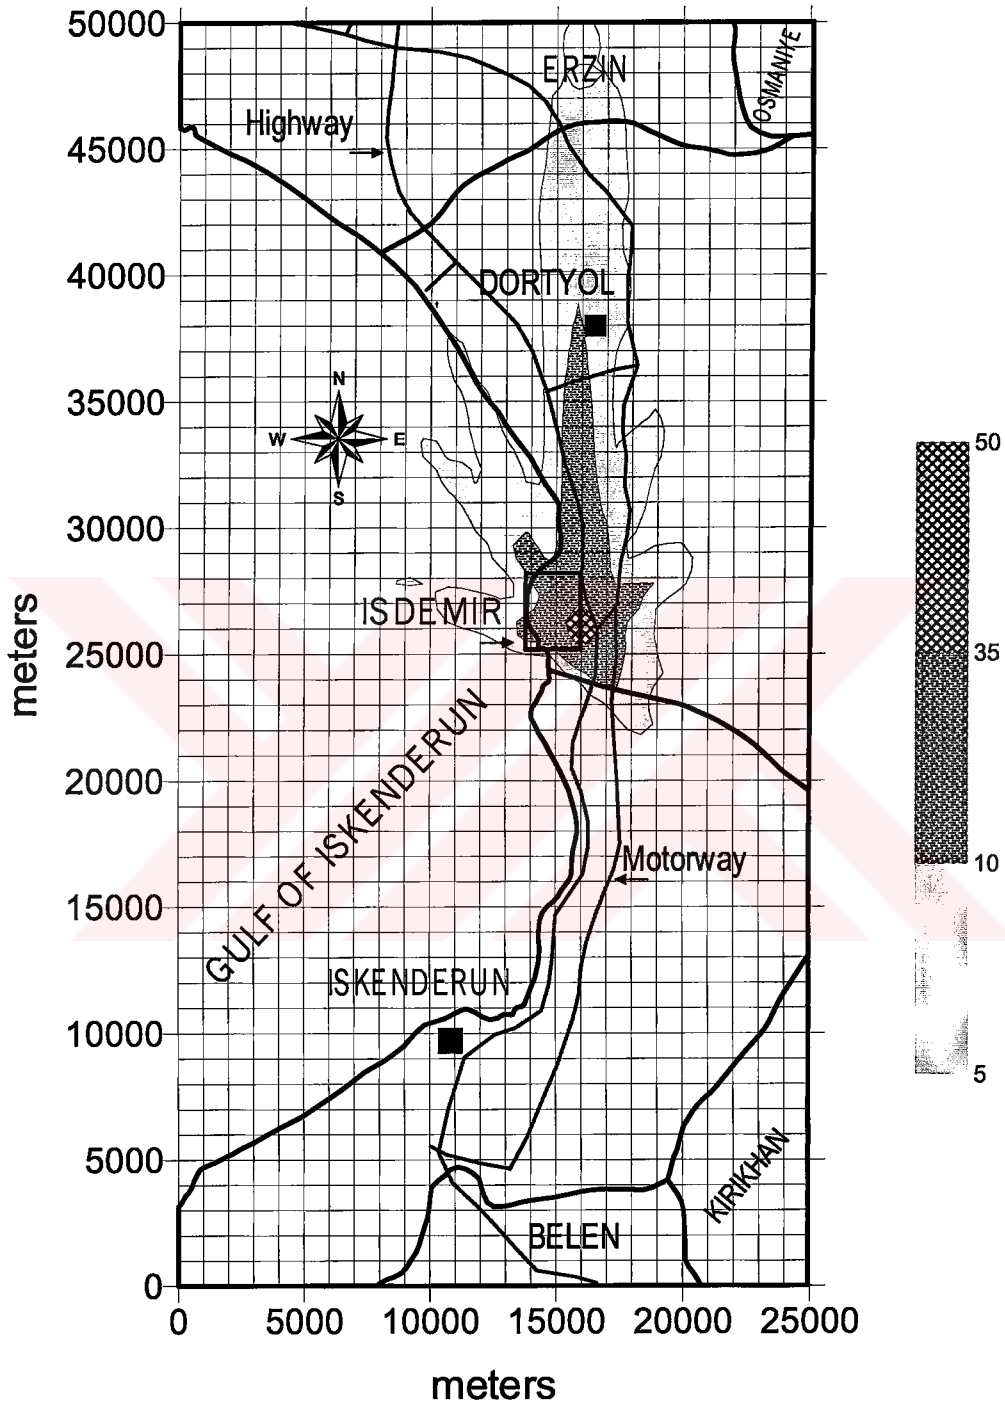 50000
ERZIN
OSMANIYE
Highway
45000
40000
DORTYOL
N
W
E
S
35000
30000
ISDEMIR
25000
meters
GULF OF ISKENDERUN
20000
Motorway
15000
ISKENDERUN
10000
5000
KIRIKHAN
BELEN
0
0
5000
10000
15000
20000
25000
meters
50
35
10
5